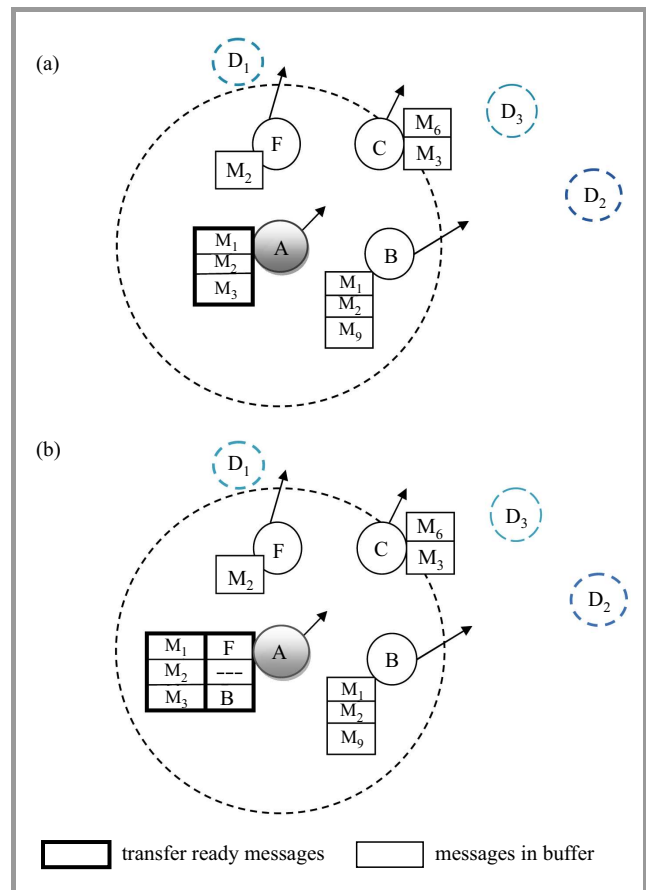 (a)
D₁
D₃
F
C
M₆
M₃
M₂
D₂
M₁
M₂
M₃
A
B
M₁
M₂
M₉
(b)
D₁
D₃
F
C
M₆
M₃
M₂
D₂
M₁ F
M₂ ---
M₃ B
A
B
M₁
M₂
M₉
transfer ready messages messages in buffer